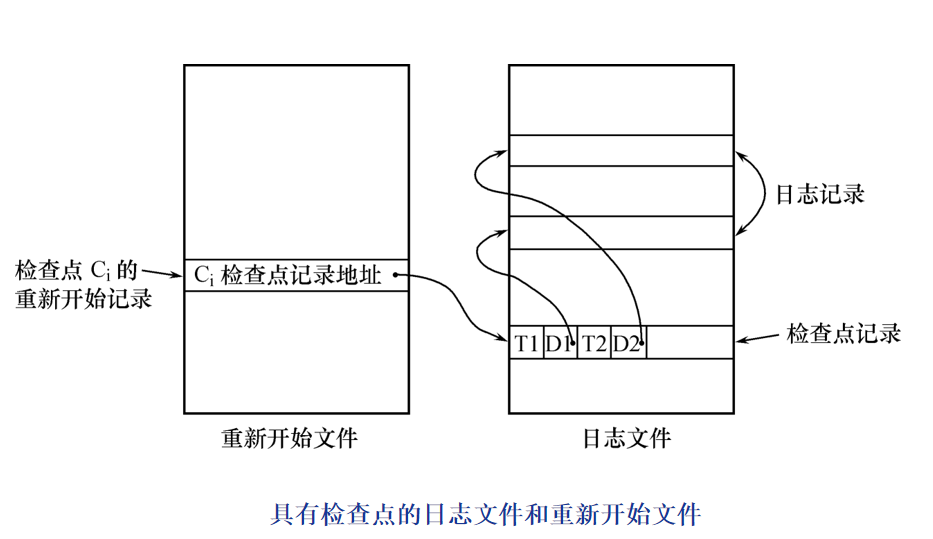 检查点 Ci 的
重新开始记录
Ci 检查点记录地址
重新开始文件
日志记录
T1 D1 T2 D2
检查点记录
日志文件
具有检查点的日志文件和重新开始文件